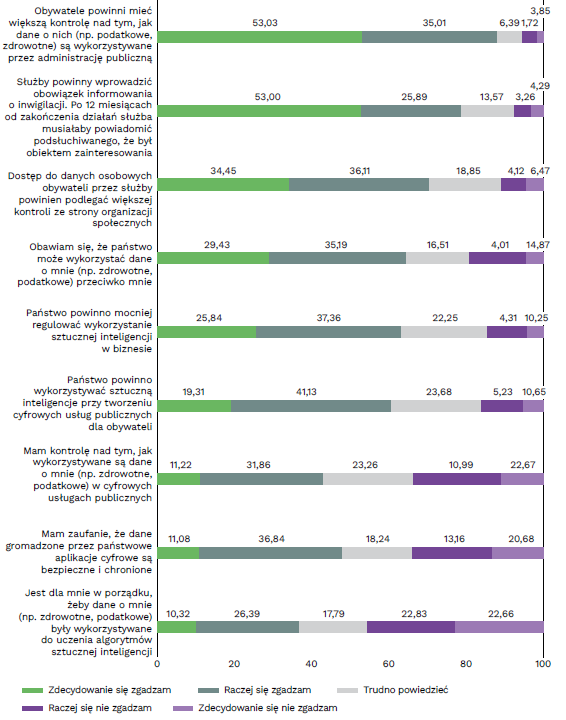 Obywatele powinni mieć
większą kontrolę nad tym, jak
dane o nich (np. podatkowe,
zdrowotne) są wykorzystywane
przez administrację publiczną
53,03 35,01 6,39 1,72 3,85
Służby powinny wprowadzić
obowiązek informowania
o inwigilacji. Po 12 miesiącach
od zakończenia działań służba
musiałaby powiadomić
podsłuchiwanego, że był
obiektem zainteresowania
53,00 25,89 13,57 3,26 4,29
Dostęp do danych osobowych
obywateli przez służby
powinien podlegać większej
kontroli ze strony organizacji
społecznych
34,45 36,11 18,85 4,12 6,47
Obawiam się, że państwo
może wykorzystać dane
o mnie (np. zdrowotne,
podatkowe) przeciwko mnie
29,43 35,19 16,51 4,01 14,87
Państwo powinno mocniej
regulować wykorzystanie
sztucznej inteligencji
w biznesie
25,84 37,36 22,25 4,31 10,25
Państwo powinno
wykorzystywać sztuczną
inteligencje przy tworzeniu
cyfrowych usług publicznych
dla obywateli
19,31 41,13 23,68 5,23 10,65
Mam kontrolę nad tym, jak
wykorzystywane są dane
o mnie (np. zdrowotne,
podatkowe) w cyfrowych
usługach publicznych
11,22 31,86 23,26 10,99 22,67
Mam zaufanie, że dane
gromadzone przez państwowe
aplikacje cyfrowe są
bezpieczne i chronione
11,08 36,84 18,24 13,16 20,68
Jest dla mnie w porządku,
żeby dane o mnie
(np. zdrowotne, podatkowe)
były wykorzystywane
do uczenia algorytmów
sztucznej inteligencji
10,32 26,39 17,79 22,83 22,66
0 20 40 60 80 100
Zdecydowanie się zgadzam Raczej się zgadzam Trudno powiedzieć
Raczej się nie zgadzam Zdecydowanie się nie zgadzam